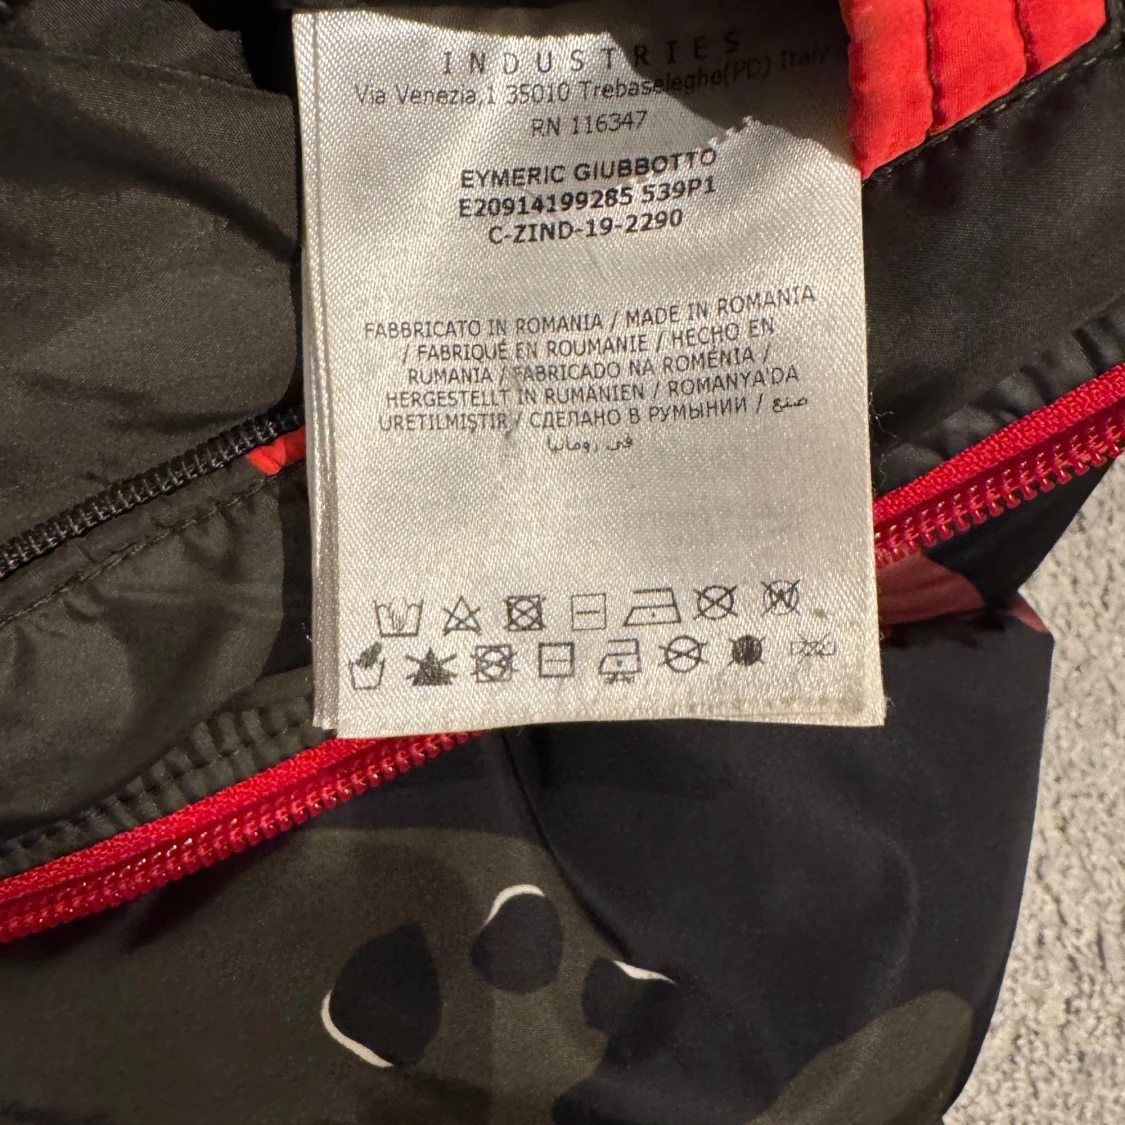 INDUSTRIES
Via Venezia,1 35010 Trebaseleghe(PD) Italy
RN 116347
EYMERIC GIUBBOTTO
E20914199285 539P1
C-ZIND-19-2290
FABBRICATO IN ROMANIA / MADE IN ROMANIA
/ FABRIQUÉ EN ROUMANIE / HECHO EN
RUMANIA / FABRICADO NA ROMÉNIA /
HERGESTELLT IN RUMÄNIEN / ROMANYA'DA
URETILMIŞTIR / СДЕЛАНО В РУМЫНИИ / صنع
في رومانيا